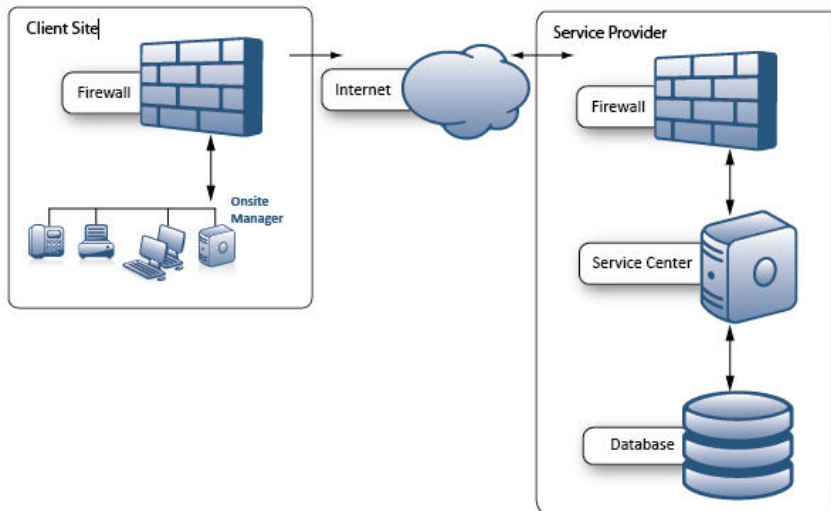 Client Site
Firewall
Onsite
Manager
Internet
Service Provider
Firewall
Service Center
Database